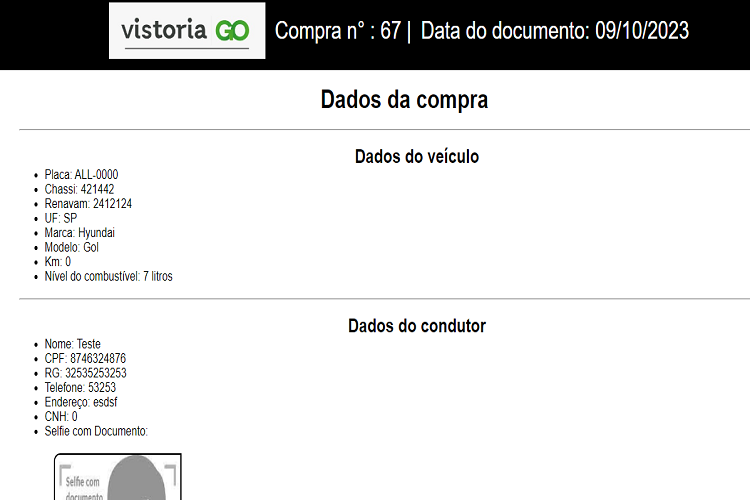 vistoria GO Compra n° : 67 | Data do documento: 09/10/2023
Dados da compra
Dados do veículo
Placa: ALL-0000
Chassi: 421442
Renavam: 2412124
UF: SP
Marca: Hyundai
Modelo: Gol
Km: 0
Nível do combustível: 7 litros
Dados do condutor
Nome: Teste
CPF: 8746324876
RG: 32535253253
Telefone: 53253
Endereço: esdsf
CNH: 0
Selfie com Documento:
Selfie com
documento